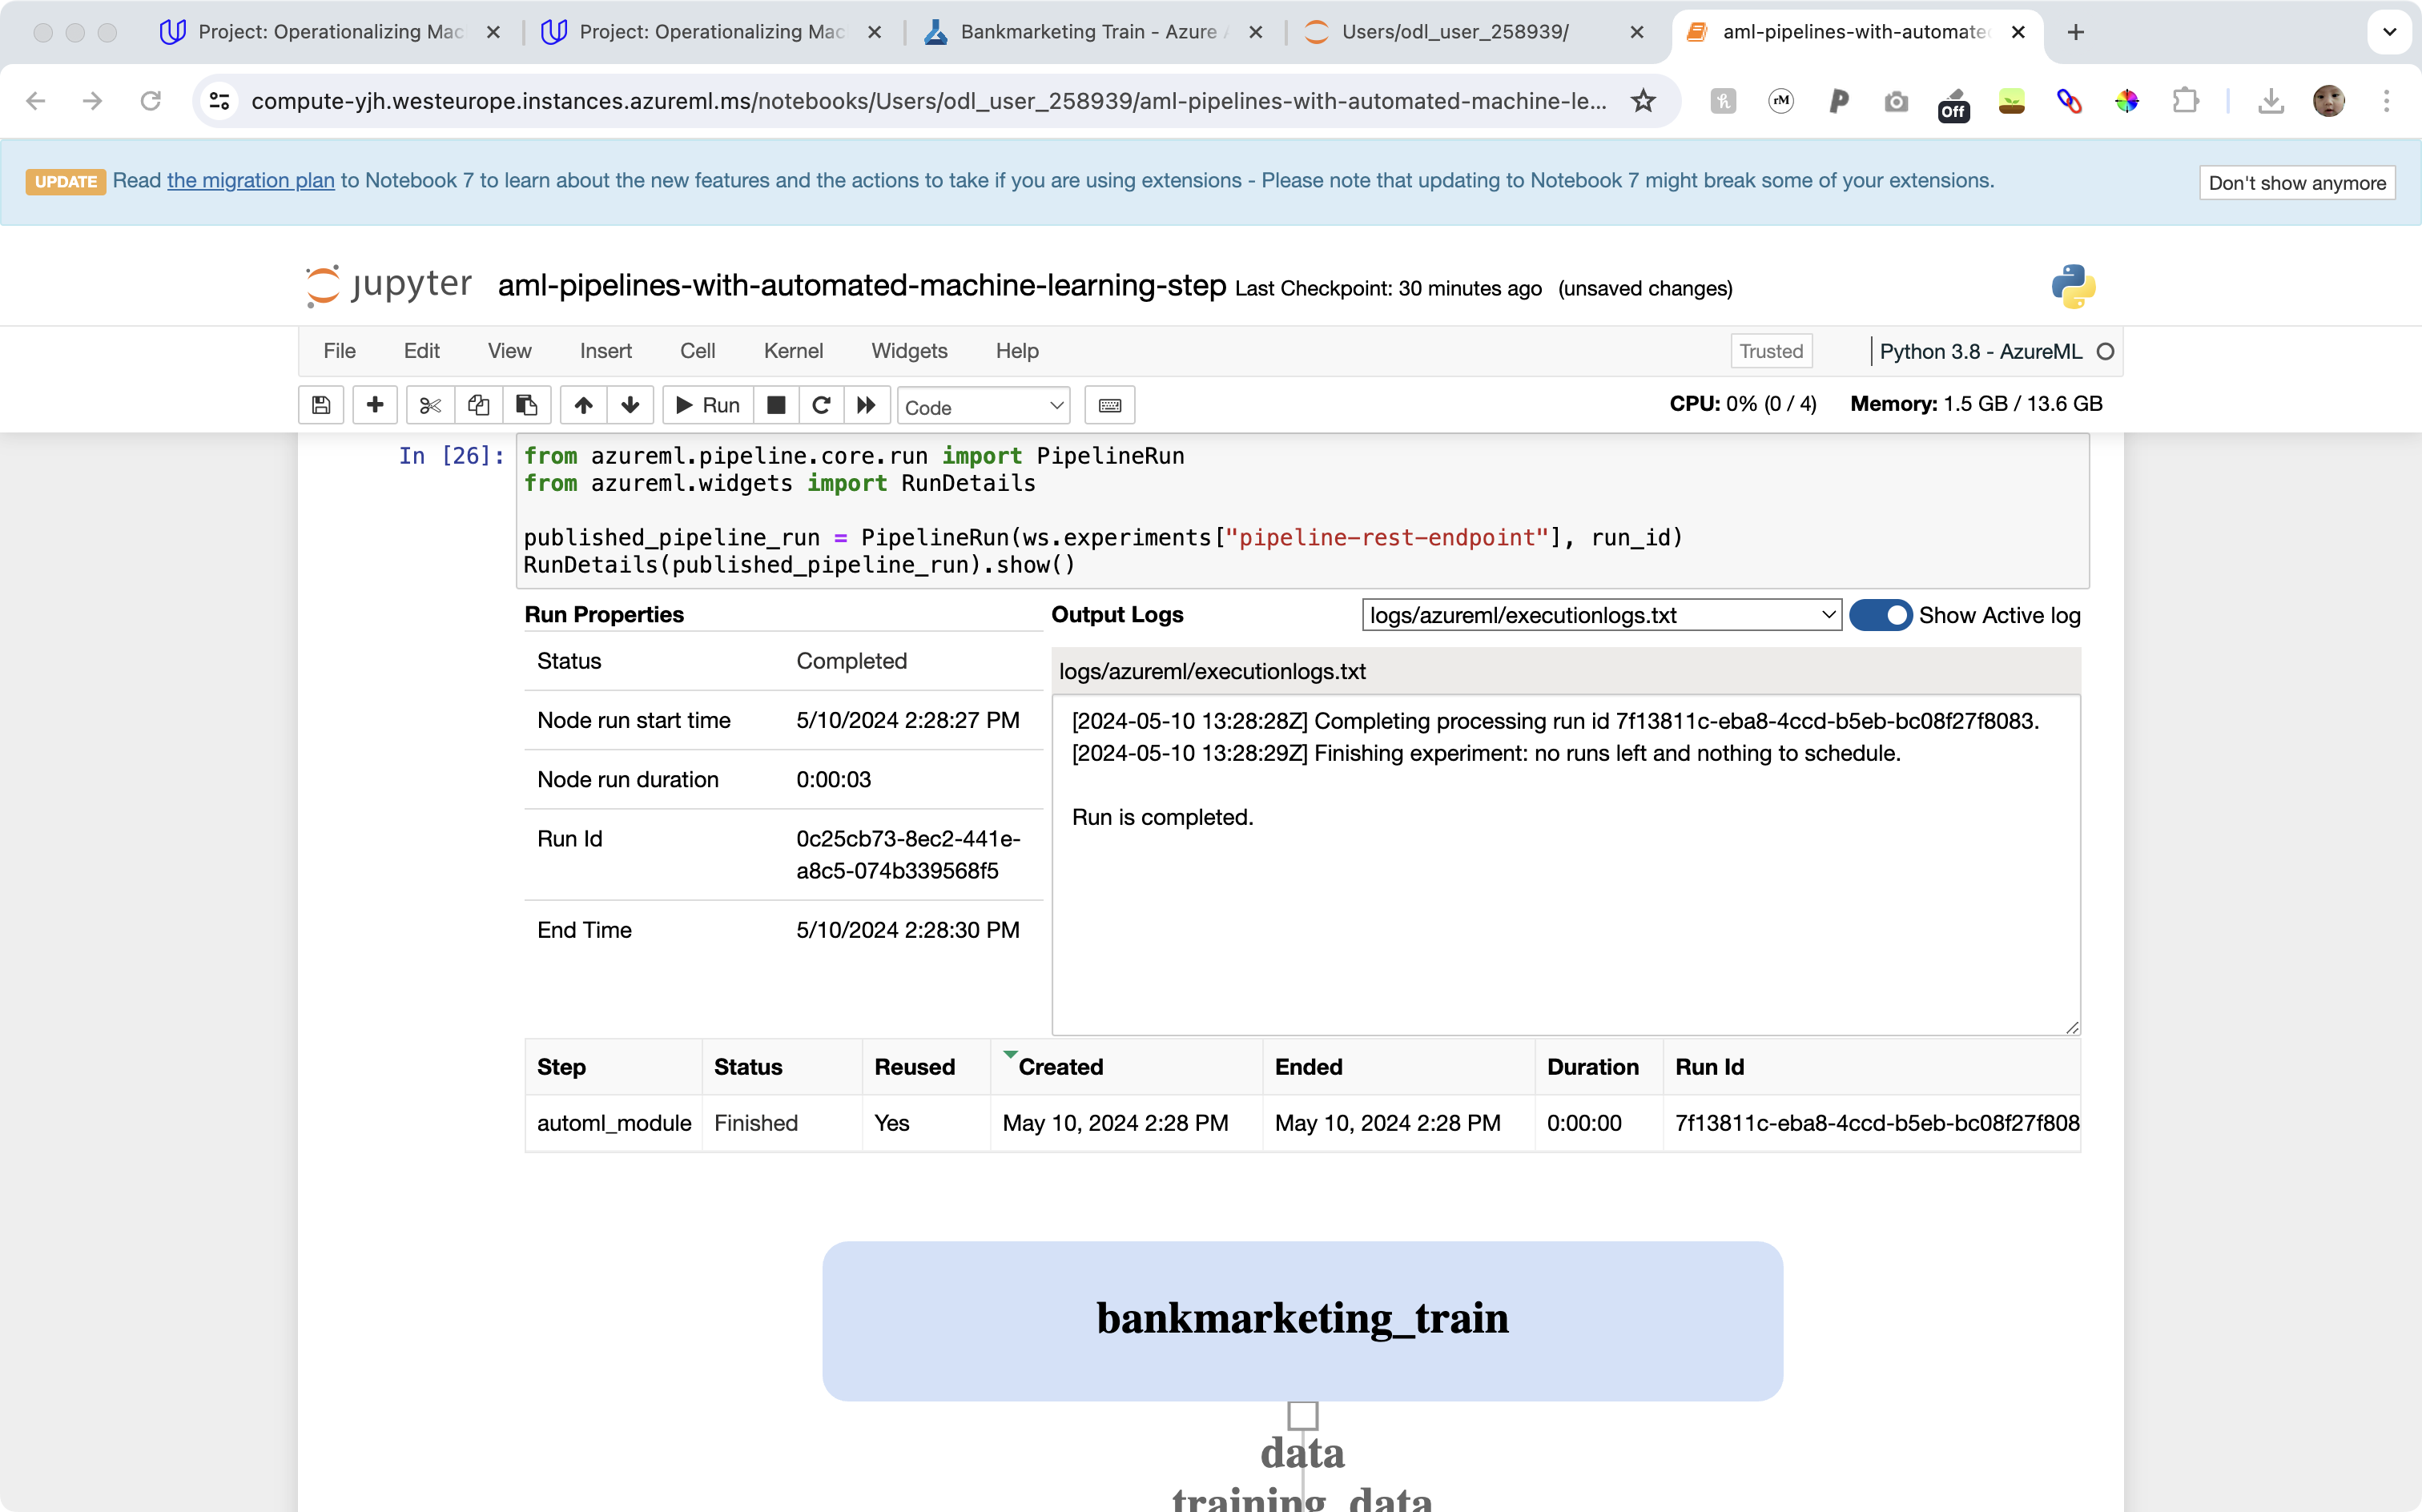 Project: Operationalizing Mac
Project: Operationalizing Mac
Bankmarketing Train - Azure
Users/odl_user_258939/
aml-pipelines-with-automate
compute-yjh.westeurope.instances.azureml.ms/notebooks/Users/odl_user_258939/aml-pipelines-with-automated-machine-le...
rM
Off
UPDATE Read the migration plan to Notebook 7 to learn about the new features and the actions to take if you are using extensions - Please note that updating to Notebook 7 might break some of your extensions.
Don't show anymore
jupyter aml-pipelines-with-automated-machine-learning-step Last Checkpoint: 30 minutes ago (unsaved changes)
File Edit View Insert Cell Kernel Widgets Help Trusted Python 3.8 - AzureML
Run Code CPU: 0% (0 / 4) Memory: 1.5 GB / 13.6 GB
In [26]: from azureml.pipeline.core.run import PipelineRun
from azureml.widgets import RunDetails
published_pipeline_run = PipelineRun(ws.experiments["pipeline-rest-endpoint"], run_id)
RunDetails(published_pipeline_run).show()
Run Properties
Status Completed
Node run start time 5/10/2024 2:28:27 PM
Node run duration 0:00:03
Run Id 0c25cb73-8ec2-441e-
a8c5-074b339568f5
End Time 5/10/2024 2:28:30 PM
Output Logs logs/azureml/executionlogs.txt Show Active log
logs/azureml/executionlogs.txt
[2024-05-10 13:28:28Z] Completing processing run id 7f13811c-eba8-4ccd-b5eb-bc08f27f8083.
[2024-05-10 13:28:29Z] Finishing experiment: no runs left and nothing to schedule.
Run is completed.
Step Status Reused Created Ended Duration Run Id
automl_module Finished Yes May 10, 2024 2:28 PM May 10, 2024 2:28 PM 0:00:00 7f13811c-eba8-4ccd-b5eb-bc08f27f808
bankmarketing_train
data
training_data